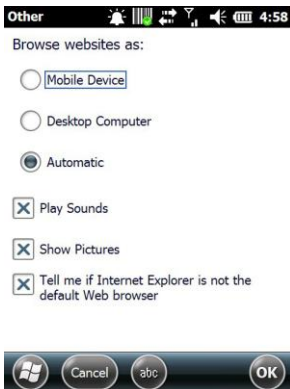 Other 4:58
Browse websites as:
Mobile Device
Desktop Computer
Automatic
Play Sounds
Show Pictures
Tell me if Internet Explorer is not the
default Web browser
Cancel abc OK